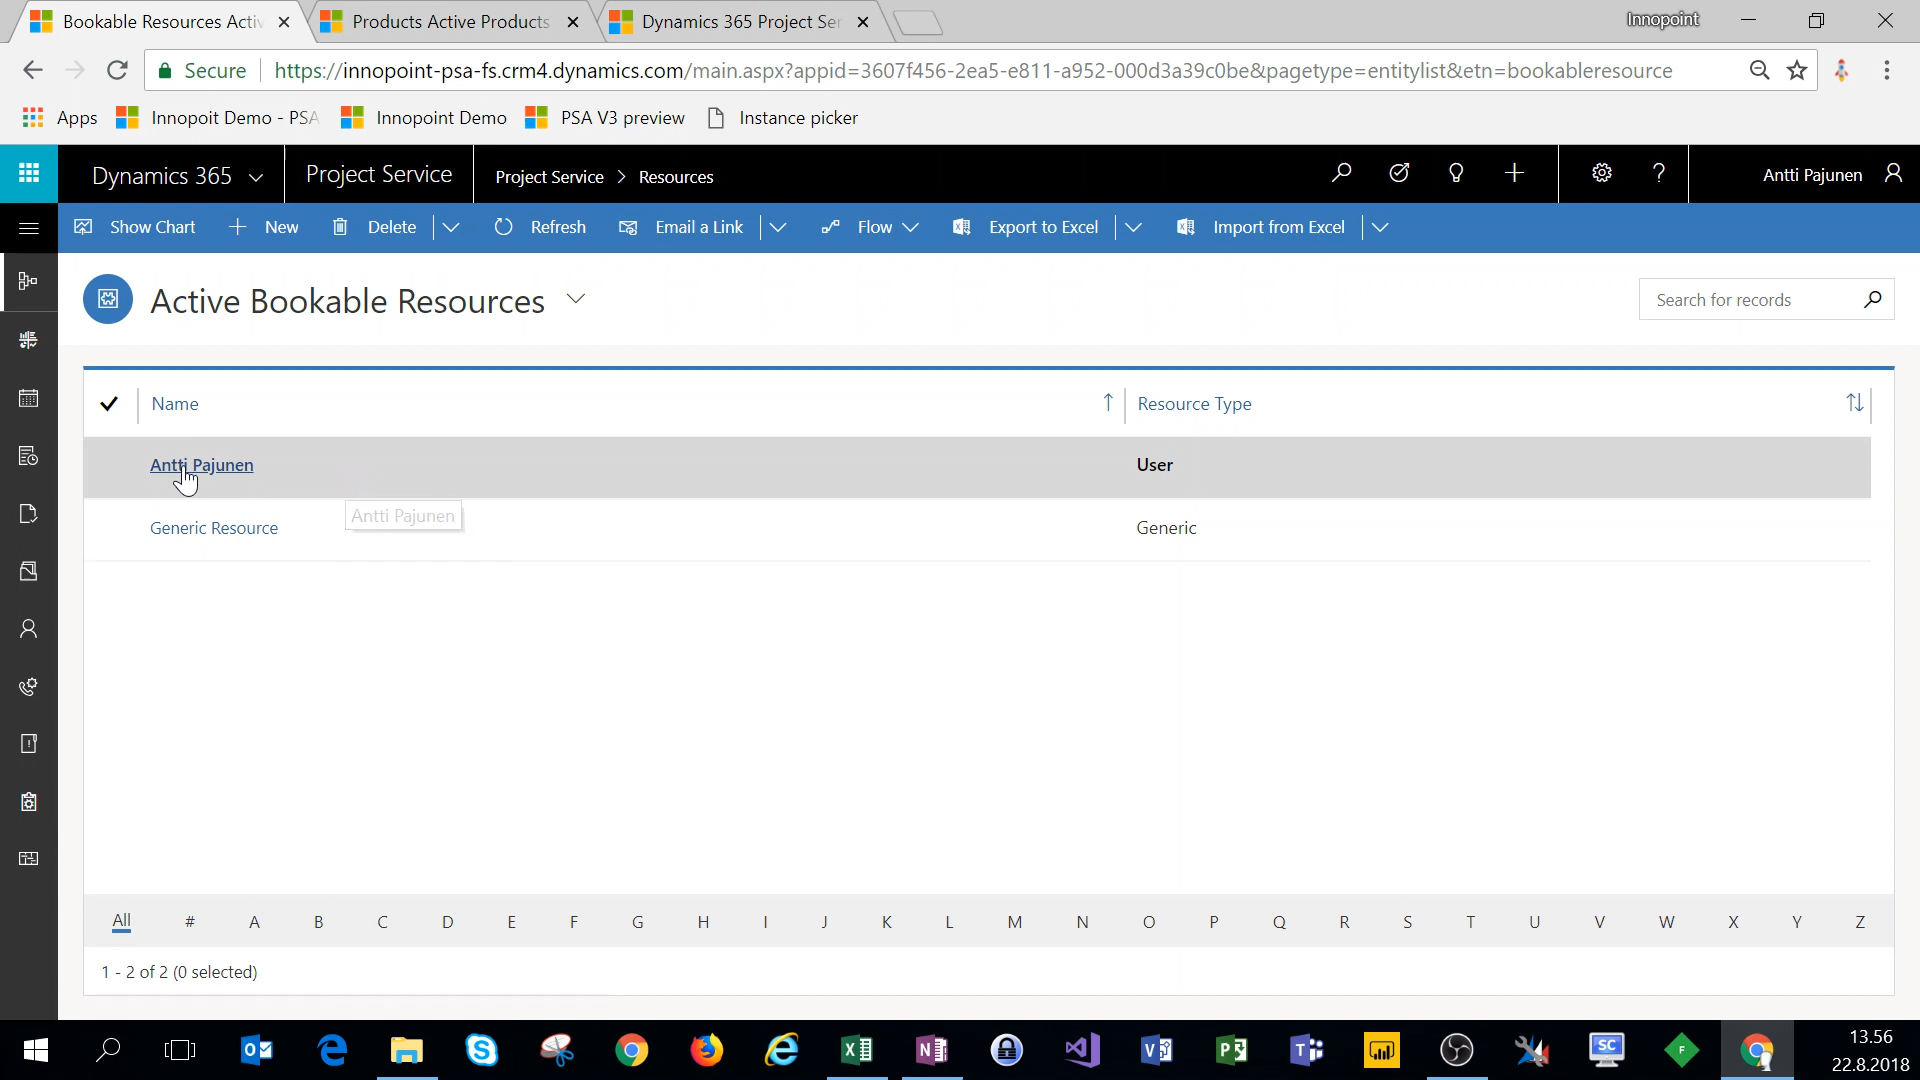 Bookable Resources Activ
Products Active Products
Dynamics 365 Project Ser
Innopoint
Secure
https://innopoint-psa-fs.crm4.dynamics.com/main.aspx?appid=3607f456-2ea5-e811-a952-000d3a39c0be&pagetype=entitylist&etn=bookableresource
Apps
Innopoit Demo - PSA
Innopoint Demo
PSA V3 preview
Instance picker
Dynamics 365
Project Service
Project Service > Resources
Antti Pajunen
Show Chart
New
Delete
Refresh
Email a Link
Flow
Export to Excel
Import from Excel
Active Bookable Resources
Search for records
Name
Resource Type
Antti Pajunen
User
Antti Pajunen
Generic Resource
Generic
All # A B C D E F G H I J K L M N O P Q R S T U V W X Y Z
1 - 2 of 2 (0 selected)
13.56
22.8.2018